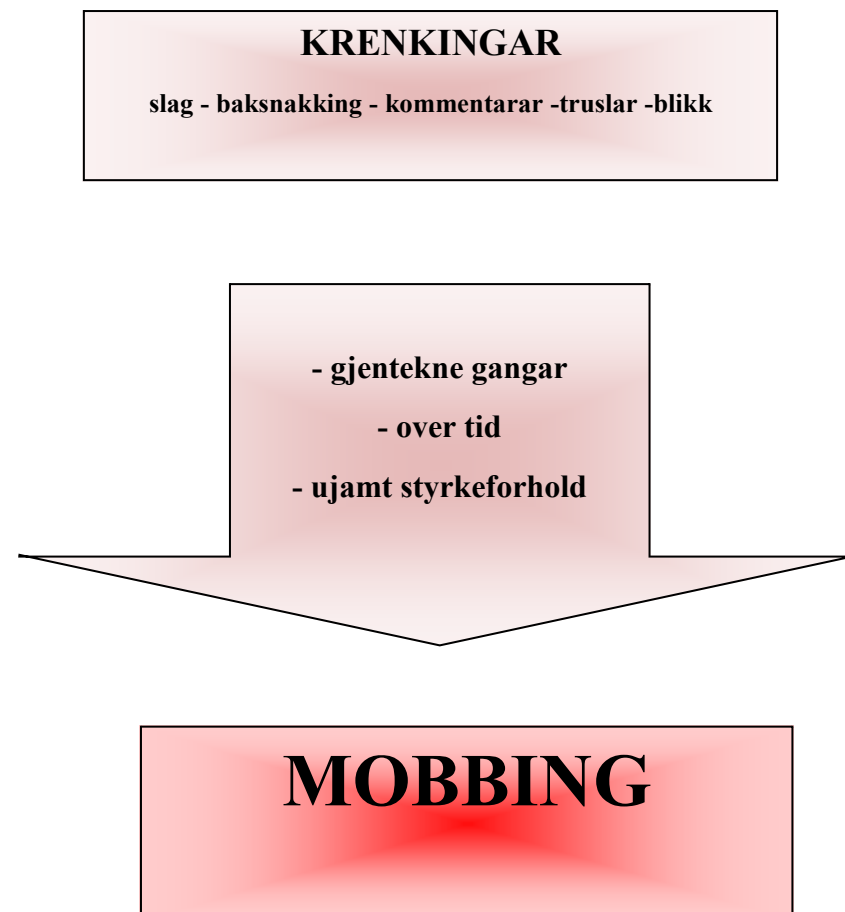 KRENKINGAR
slag - baksnakking - kommentarar -truslar -blikk
- gjentekne gangar
- over tid
- ujamt styrkeforhold
MOBBING